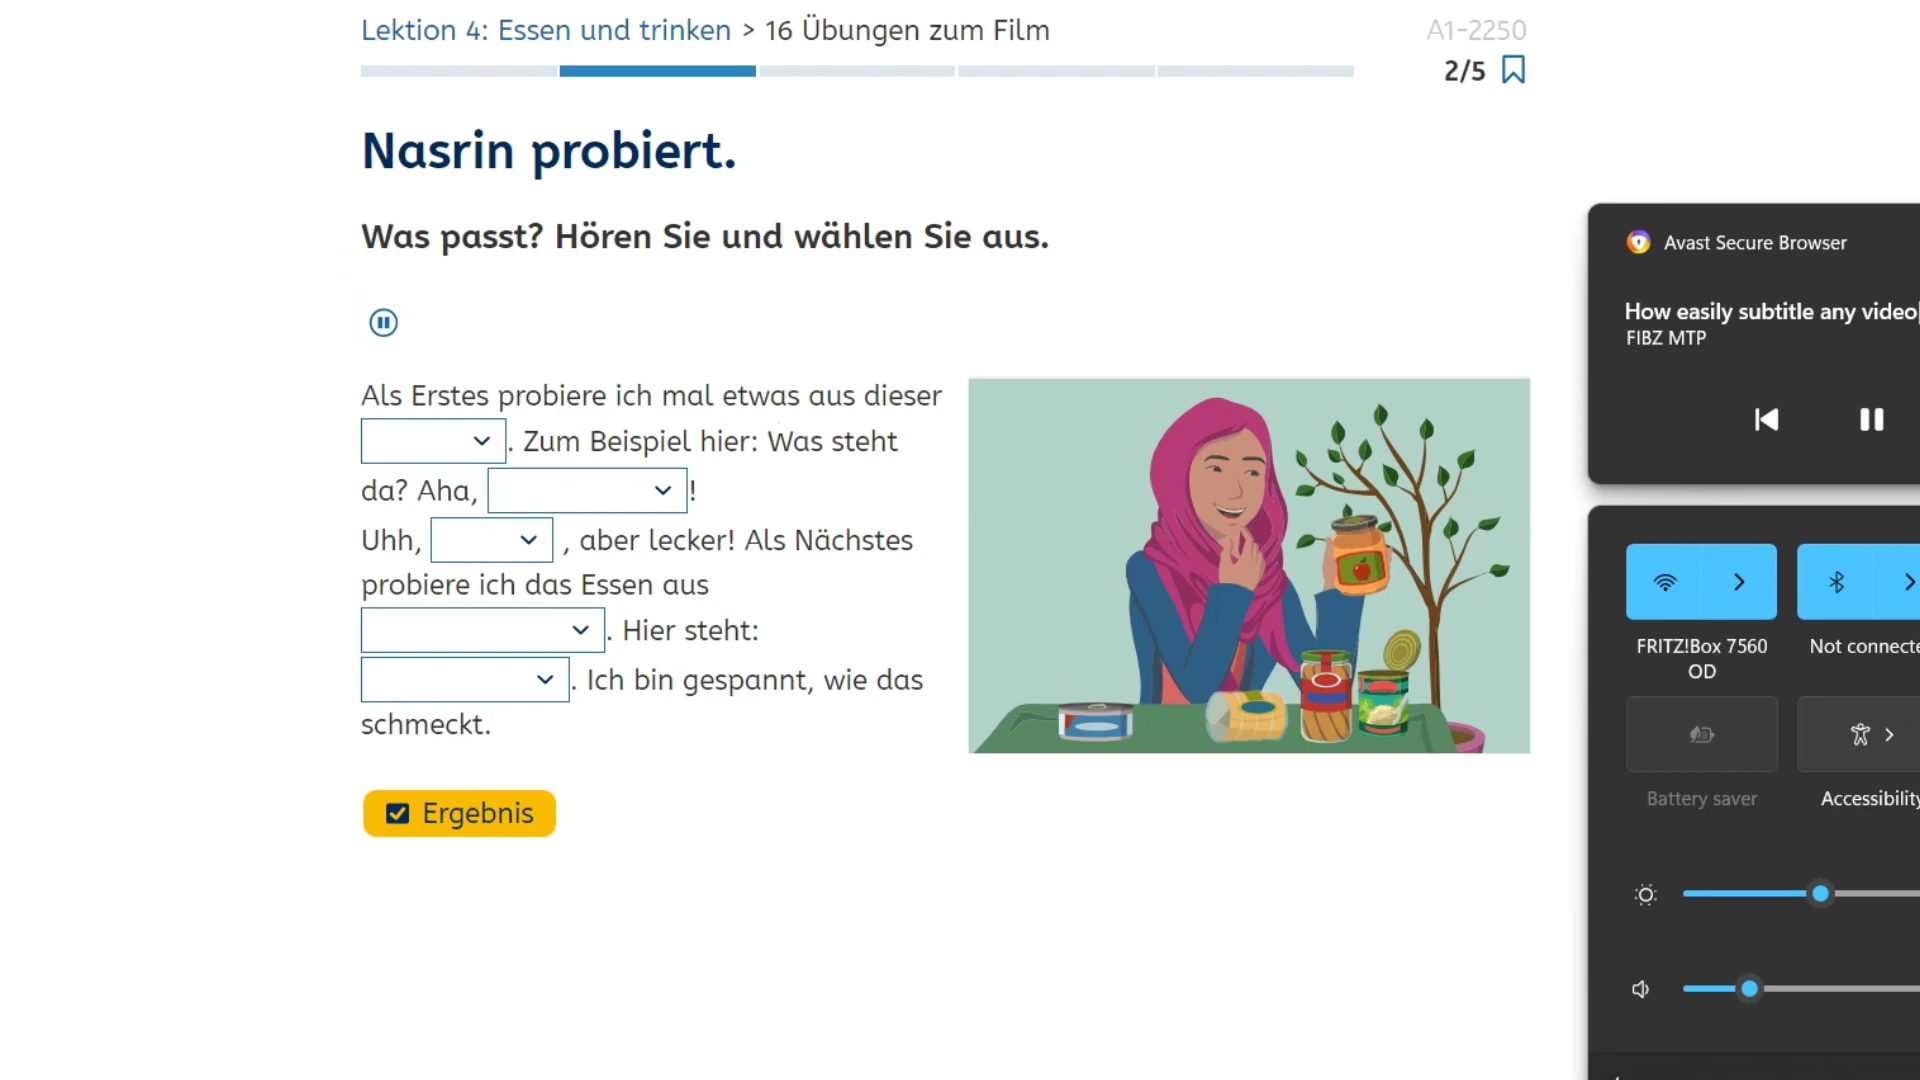 Lektion 4: Essen und trinken > 16 Übungen zum Film
A1-2250
2/5
Nasrin probiert.
Was passt? Hören Sie und wählen Sie aus.
Als Erstes probiere ich mal etwas aus dieser
. Zum Beispiel hier: Was steht
da? Aha, !
Uhh, , aber lecker! Als Nächstes
probiere ich das Essen aus
. Hier steht:
. Ich bin gespannt, wie das
schmeckt.
Ergebnis
Avast Secure Browser
How easily subtitle any video
FIBZ MTP
FRITZ!Box 7560
OD
Not connecte
Battery saver
Accessibility